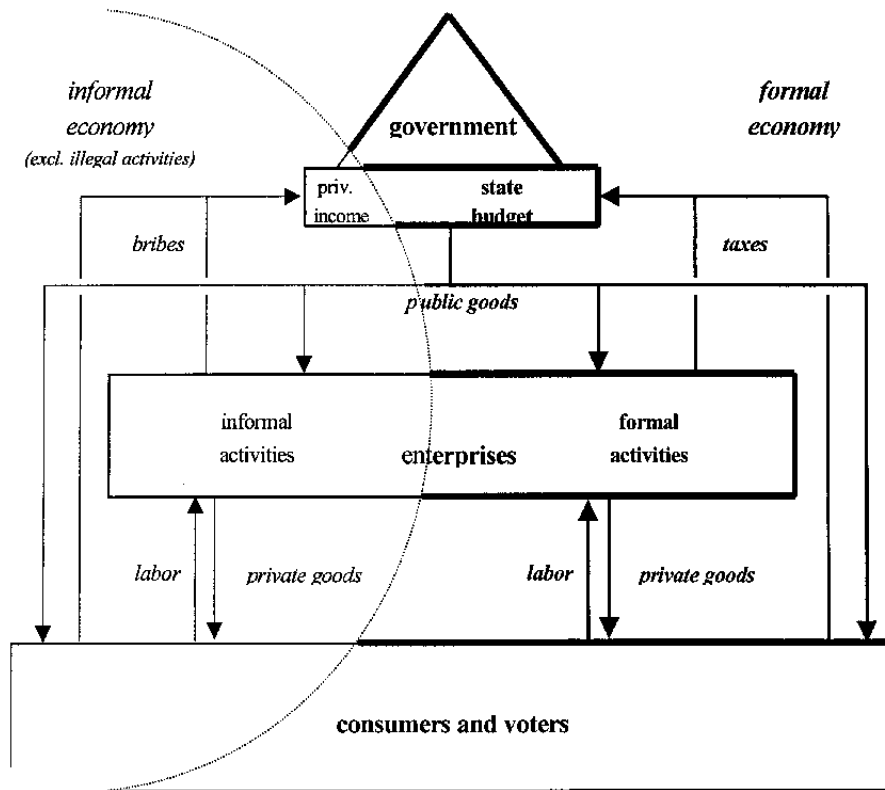 informal
economy
(excl. illegal activities)
government
formal
economy
priv.
income
state
budget
bribes
taxes
public goods
informal
activities
enterprises
formal
activities
labor
private goods
labor
private goods
consumers and voters